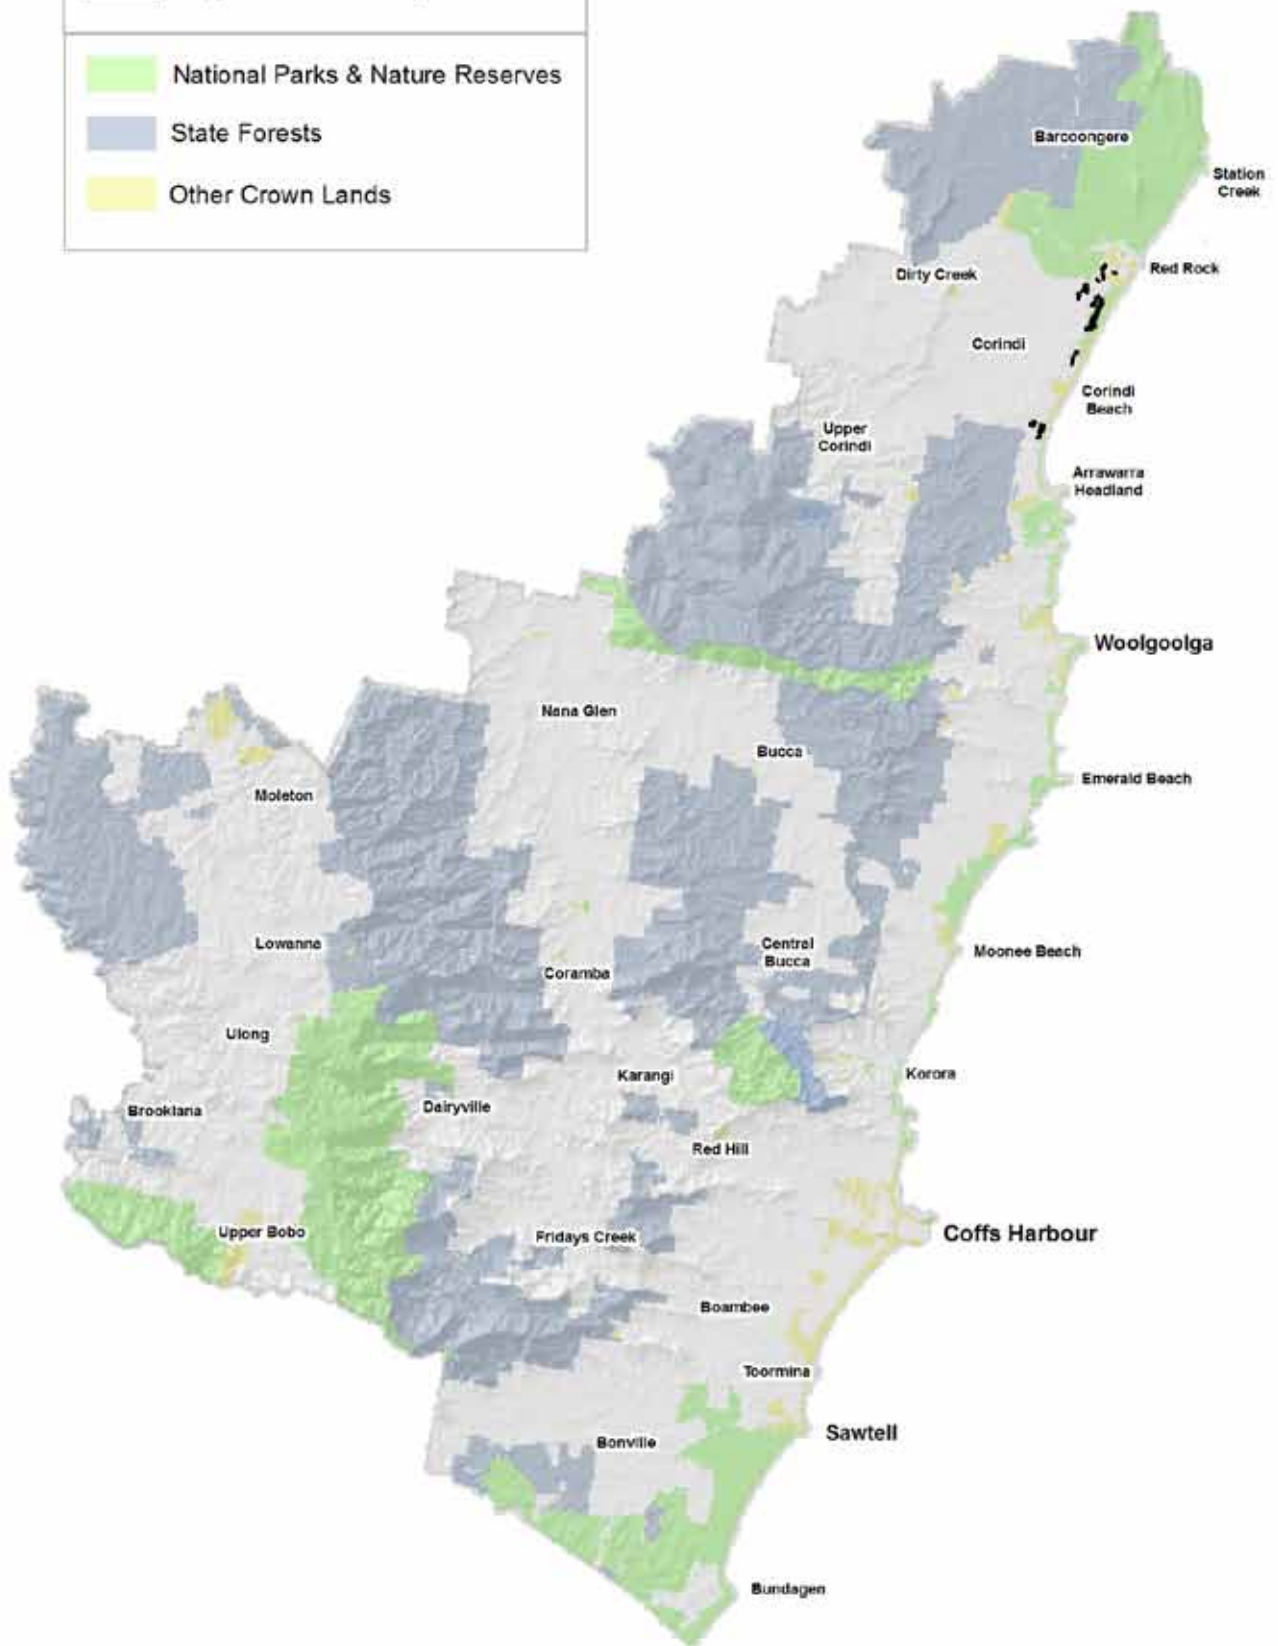 National Parks & Nature Reserves
State Forests
Other Crown Lands
Barcoongere
Station
Creek
Red Rock
Dirty Creek
Corindi
Corindi
Beach
Upper
Corindi
Arrawarra
Headland
Woolgoolga
Nana Glen
Bucca
Emerald Beach
Moleton
Lowanna
Central
Bucca
Moonee Beach
Coramba
Ulong
Karangi
Korora
Brooklana
Dairyville
Red Hill
Upper Bobo
Fridays Creek
Coffs Harbour
Boambee
Toormina
Sawtell
Bonville
Bundagen